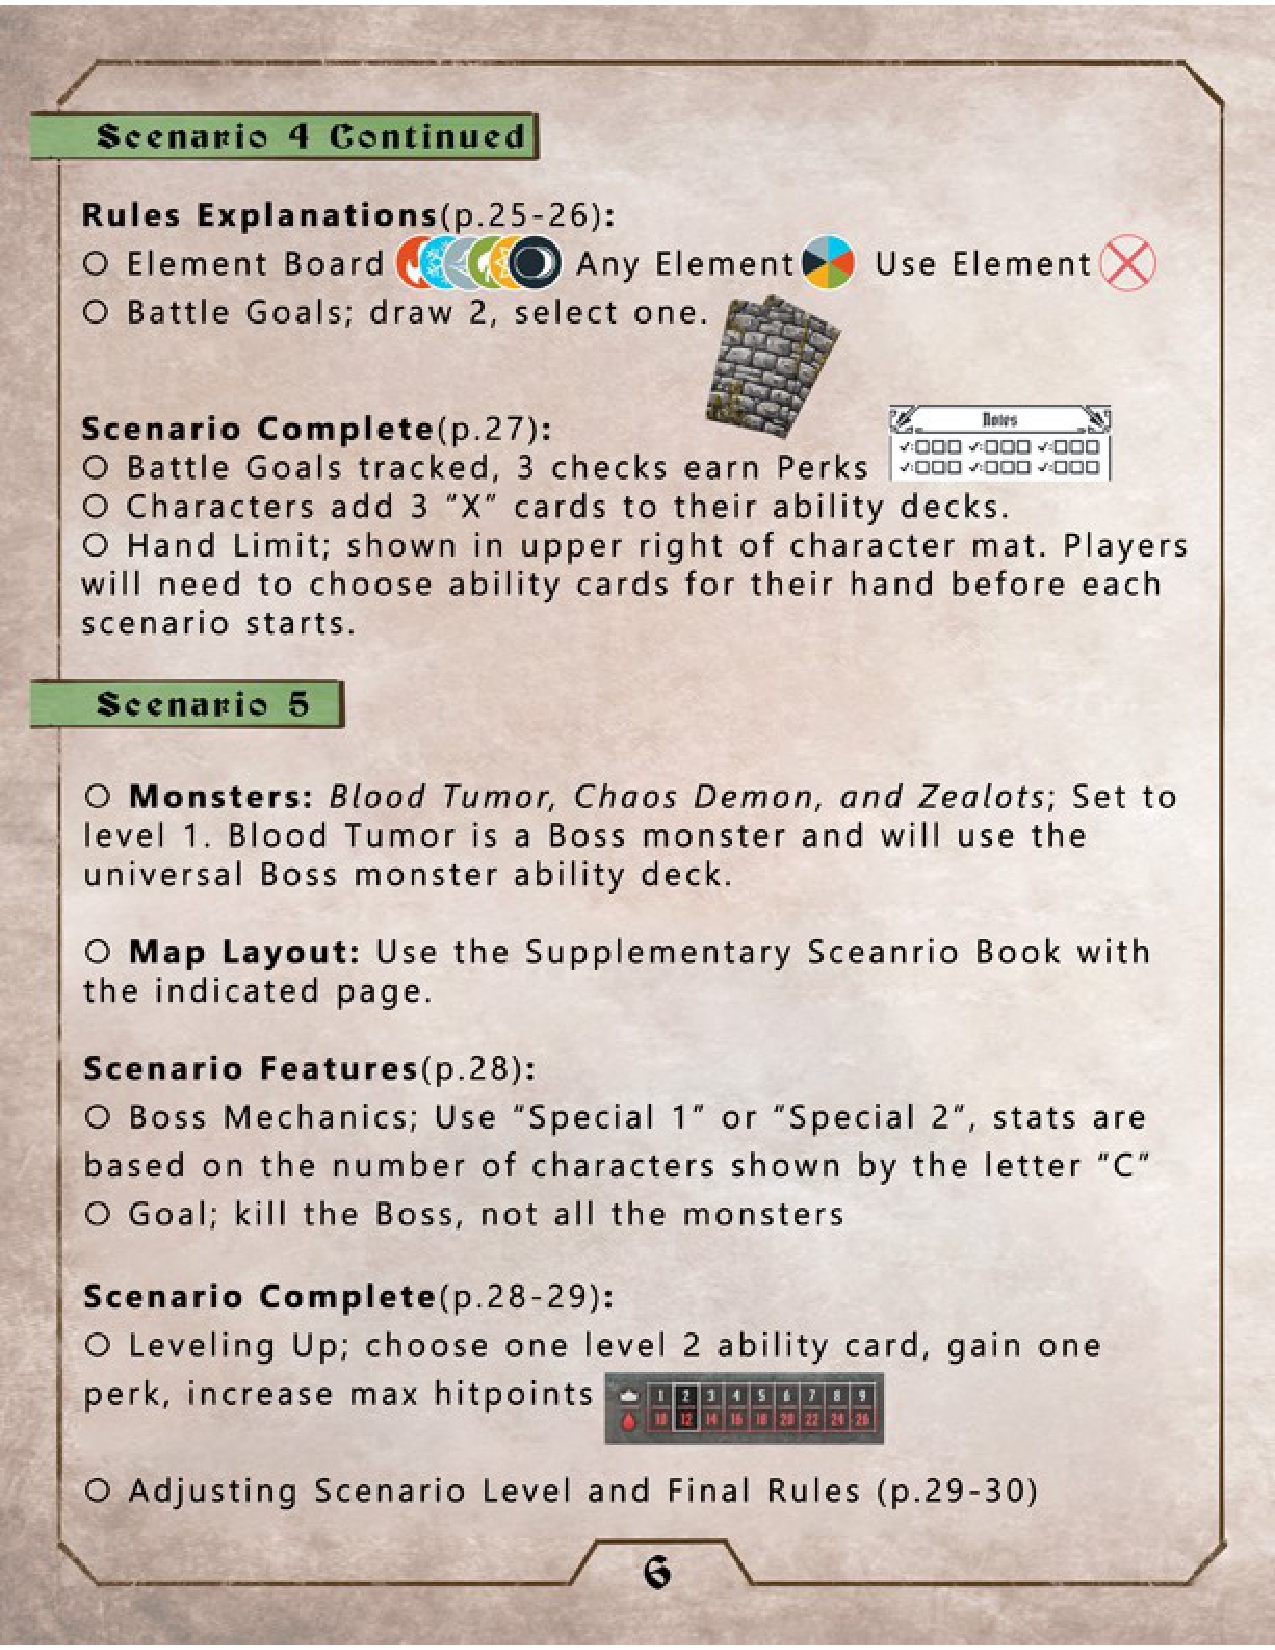 Scenario 4 Continued
Rules Explanations(p.25-26):
O Element Board Any Element Use Element
O Battle Goals; draw 2, select one.
Scenario Complete(p.27):
Notes
O Battle Goals tracked, 3 checks earn Perks
O Characters add 3 “X” cards to their ability decks.
O Hand Limit; shown in upper right of character mat. Players
will need to choose ability cards for their hand before each
scenario starts.
Scenario 5
O Monsters: Blood Tumor, Chaos Demon, and Zealots; Set to
level 1. Blood Tumor is a Boss monster and will use the
universal Boss monster ability deck.
O Map Layout: Use the Supplementary Sceanrio Book with
the indicated page.
Scenario Features(p.28):
O Boss Mechanics; Use “Special 1” or “Special 2”, stats are
based on the number of characters shown by the letter “C”
O Goal; kill the Boss, not all the monsters
Scenario Complete(p.28-29):
O Leveling Up; choose one level 2 ability card, gain one
perk, increase max hitpoints
1 2 3 4 5 6 7 8 9
10 12 14 16 18 20 22 24 26
O Adjusting Scenario Level and Final Rules (p.29-30)
6